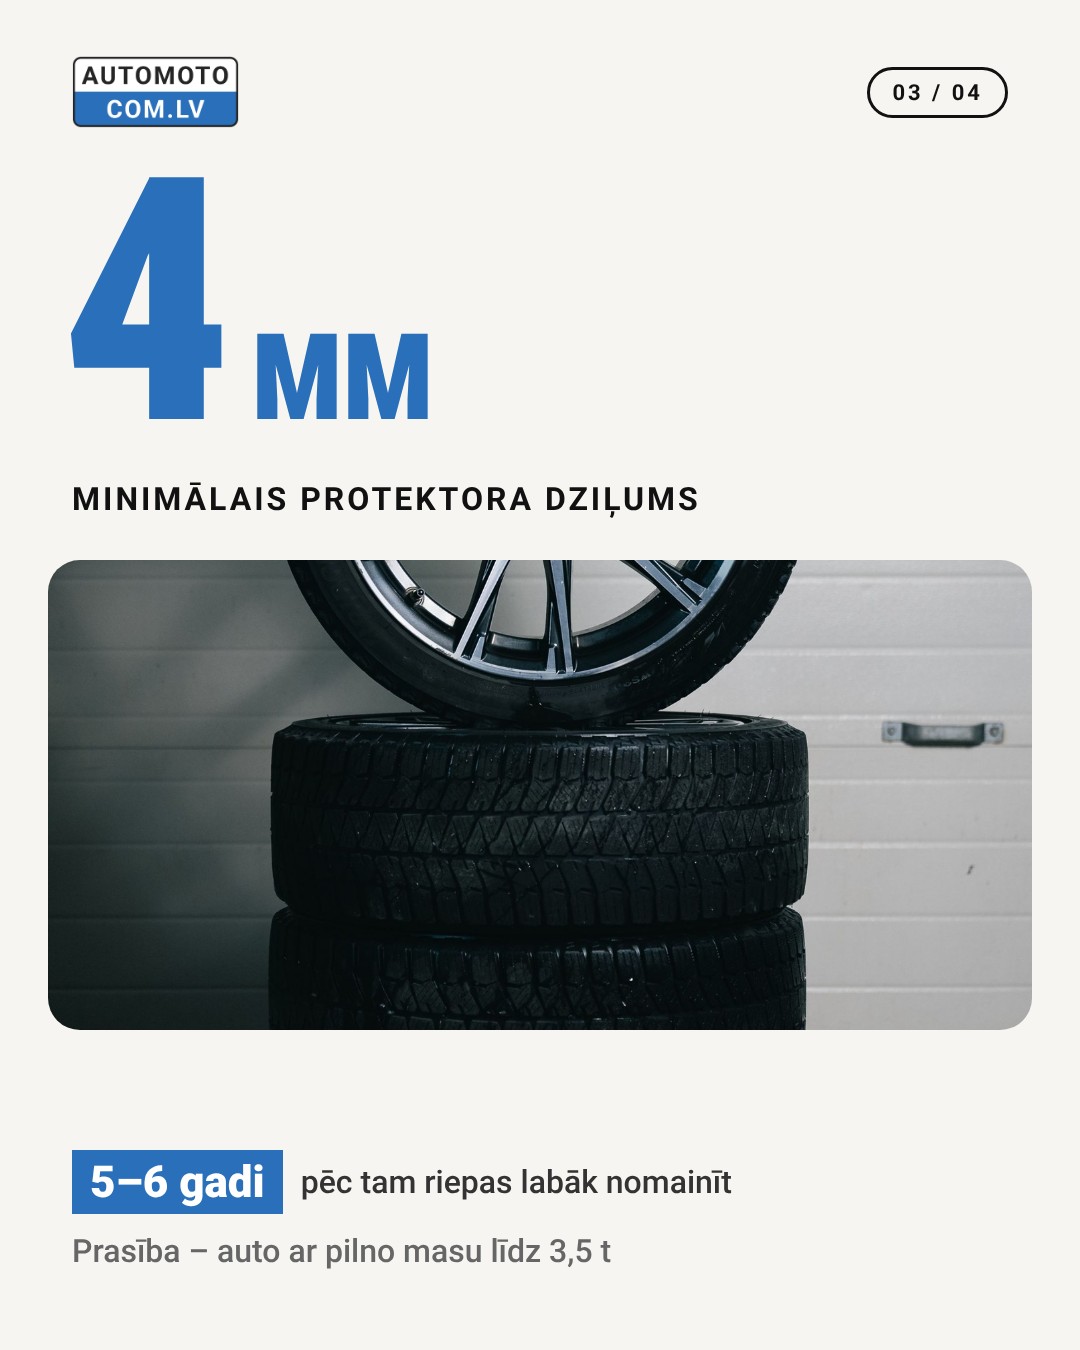 AUTOMOTO
COM.LV
03 / 04
4 MM
MINIMĀLAIS PROTEKTORA DZIĻUMS
5–6 gadi pēc tam riepas labāk nomainīt
Prasība – auto ar pilno masu līdz 3,5 t